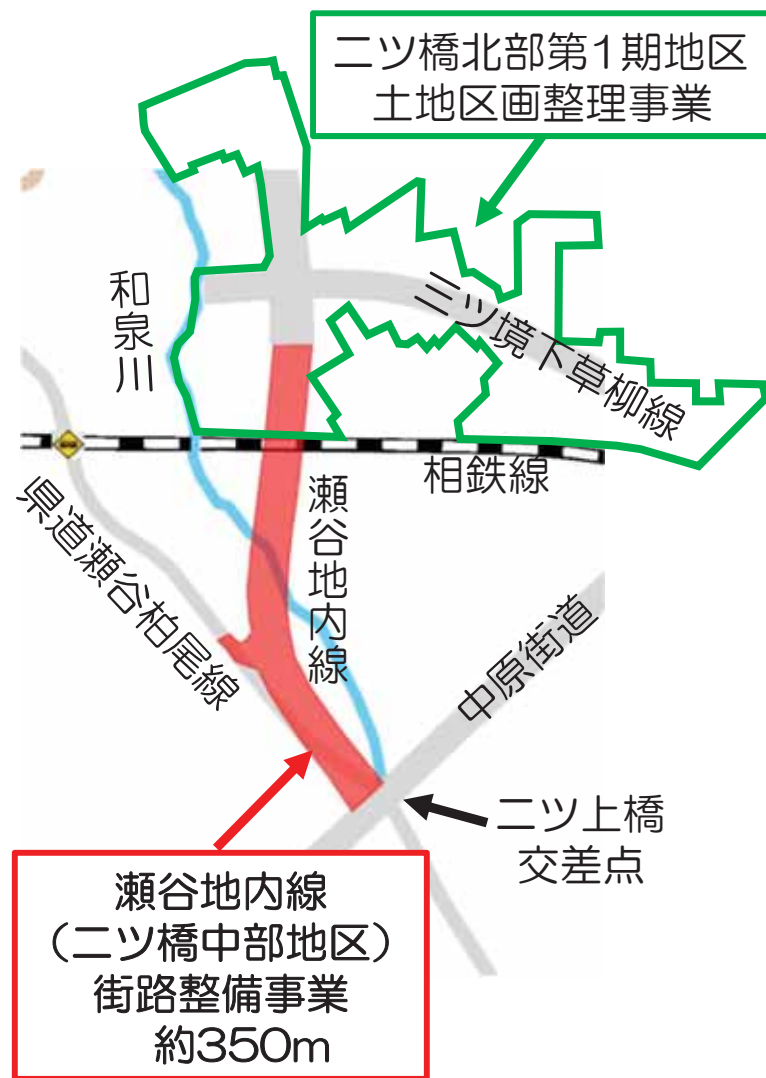 二ツ橋北部第1期地区
土地区画整理事業
和泉川
三ツ境下草柳線
相鉄線
瀬谷地内線
県道瀬谷柏尾線
中原街道
二ツ上橋
交差点
瀬谷地内線
(二ツ橋中部地区)
街路整備事業
約350m